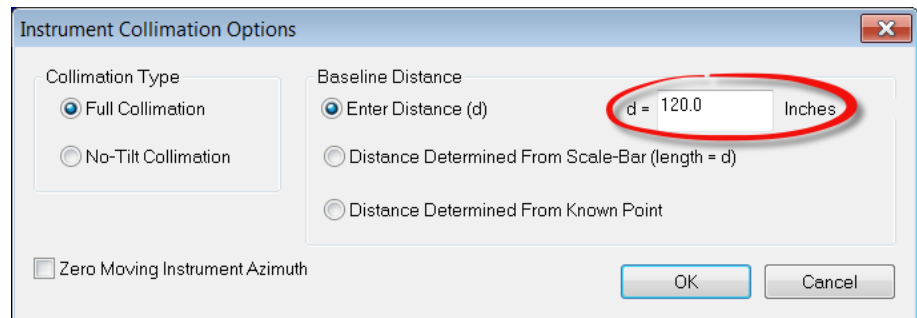 Instrument Collimation Options
Collimation Type
Full Collimation
No-Tilt Collimation
Baseline Distance
Enter Distance (d)
d = 120.0 Inches
Distance Determined From Scale-Bar (length = d)
Distance Determined From Known Point
Zero Moving Instrument Azimuth
OK
Cancel